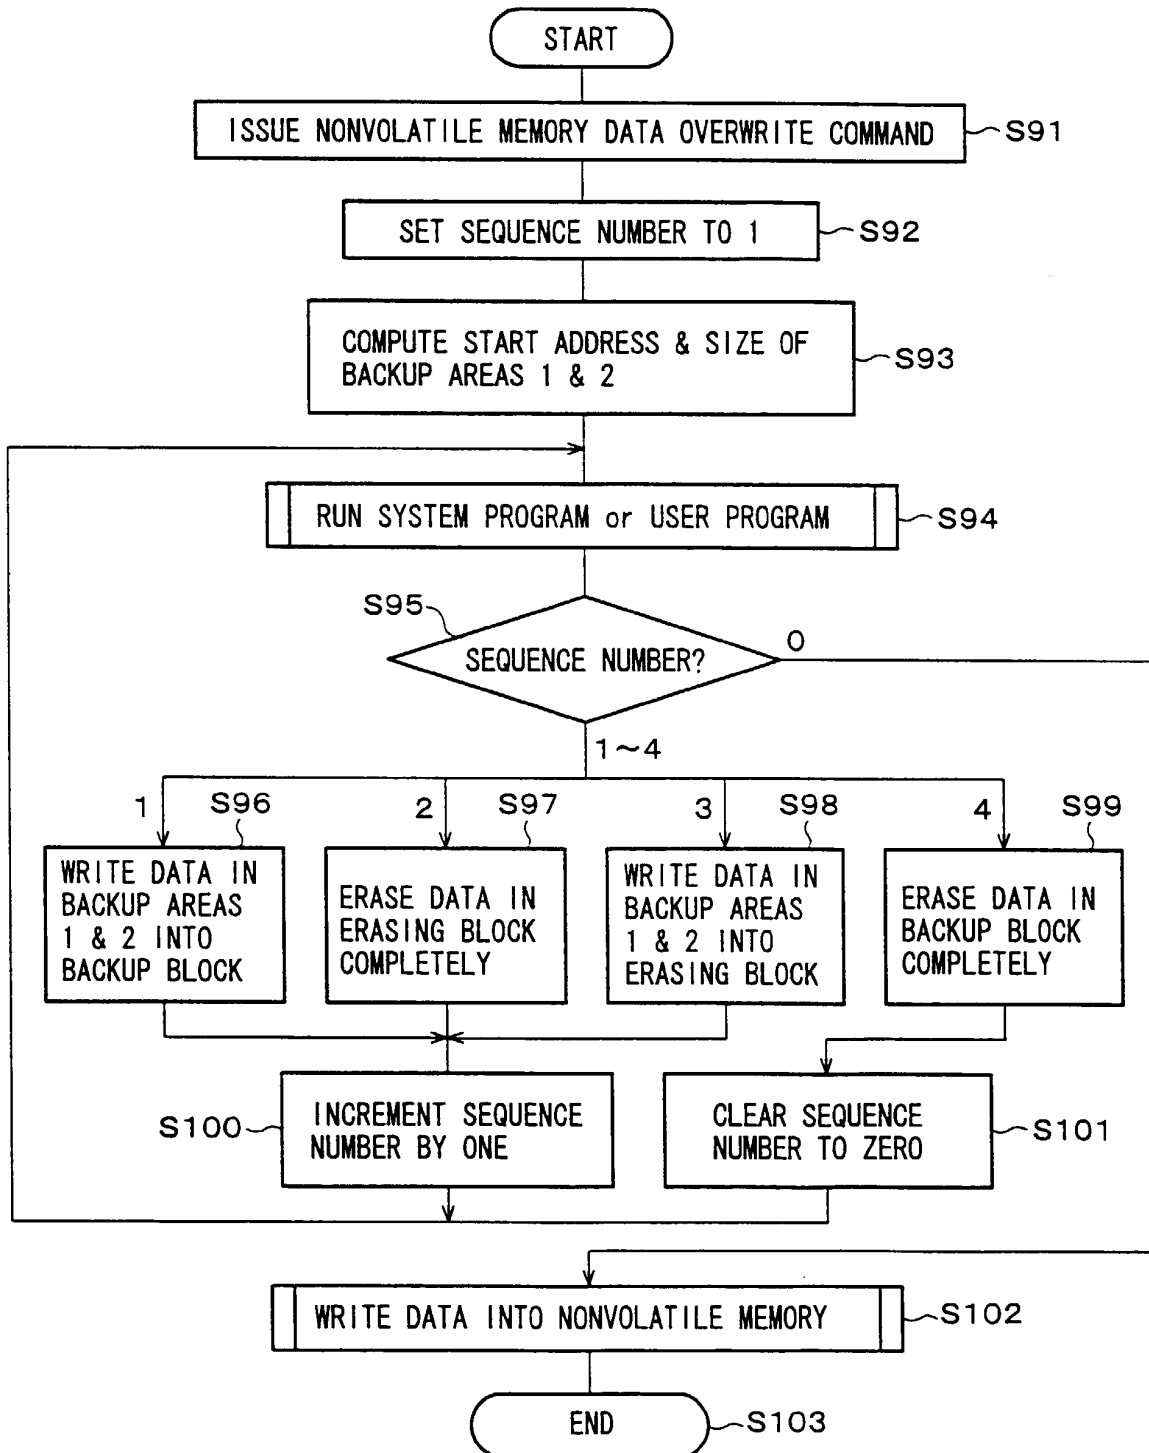 START
ISSUE NONVOLATILE MEMORY DATA OVERWRITE COMMAND
S91
SET SEQUENCE NUMBER TO 1
S92
COMPUTE START ADDRESS & SIZE OF
BACKUP AREAS 1 & 2
S93
RUN SYSTEM PROGRAM or USER PROGRAM
S94
S95
SEQUENCE NUMBER?
0
1~4
1
S96
2
S97
3
S98
4
S99
WRITE DATA IN
BACKUP AREAS
1 & 2 INTO
BACKUP BLOCK
ERASE DATA IN
ERASING BLOCK
COMPLETELY
WRITE DATA IN
BACKUP AREAS
1 & 2 INTO
ERASING BLOCK
ERASE DATA IN
BACKUP BLOCK
COMPLETELY
S100
INCREMENT SEQUENCE
NUMBER BY ONE
CLEAR SEQUENCE
NUMBER TO ZERO
S101
WRITE DATA INTO NONVOLATILE MEMORY
S102
END
S103